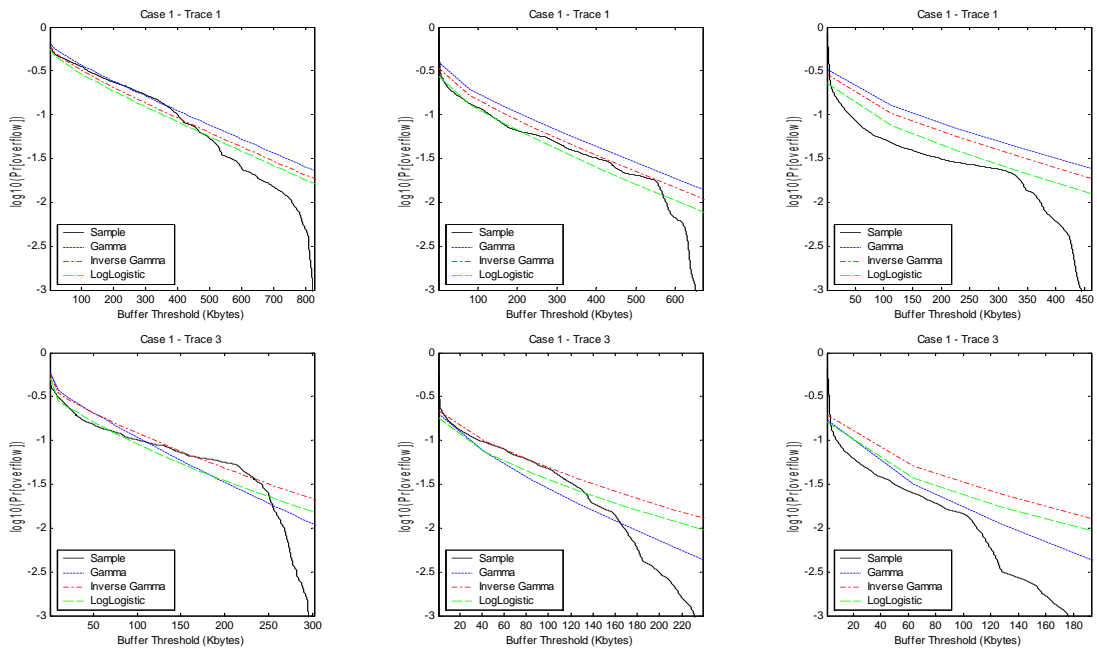 Case 1 - Trace 1
log10(Pr[overflow])
0
-0.5
-1
-1.5
-2
-2.5
-3
Sample
Gamma
Inverse Gamma
LogLogistic
100 200 300 400 500 600 700 800
Buffer Threshold (Kbytes)
Case 1 - Trace 1
log10(Pr[overflow])
0
-0.5
-1
-1.5
-2
-2.5
-3
Sample
Gamma
Inverse Gamma
LogLogistic
100 200 300 400 500 600
Buffer Threshold (Kbytes)
Case 1 - Trace 1
log10(Pr[overflow])
0
-0.5
-1
-1.5
-2
-2.5
-3
Sample
Gamma
Inverse Gamma
LogLogistic
50 100 150 200 250 300 350 400 450
Buffer Threshold (Kbytes)
Case 1 - Trace 3
log10(Pr[overflow])
0
-0.5
-1
-1.5
-2
-2.5
-3
Sample
Gamma
Inverse Gamma
LogLogistic
50 100 150 200 250 300
Buffer Threshold (Kbytes)
Case 1 - Trace 3
log10(Pr[overflow])
0
-0.5
-1
-1.5
-2
-2.5
-3
Sample
Gamma
Inverse Gamma
LogLogistic
20 40 60 80 100 120 140 160 180 200 220
Buffer Threshold (Kbytes)
Case 1 - Trace 3
log10(Pr[overflow])
0
-0.5
-1
-1.5
-2
-2.5
-3
Sample
Gamma
Inverse Gamma
LogLogistic
20 40 60 80 100 120 140 160 180
Buffer Threshold (Kbytes)